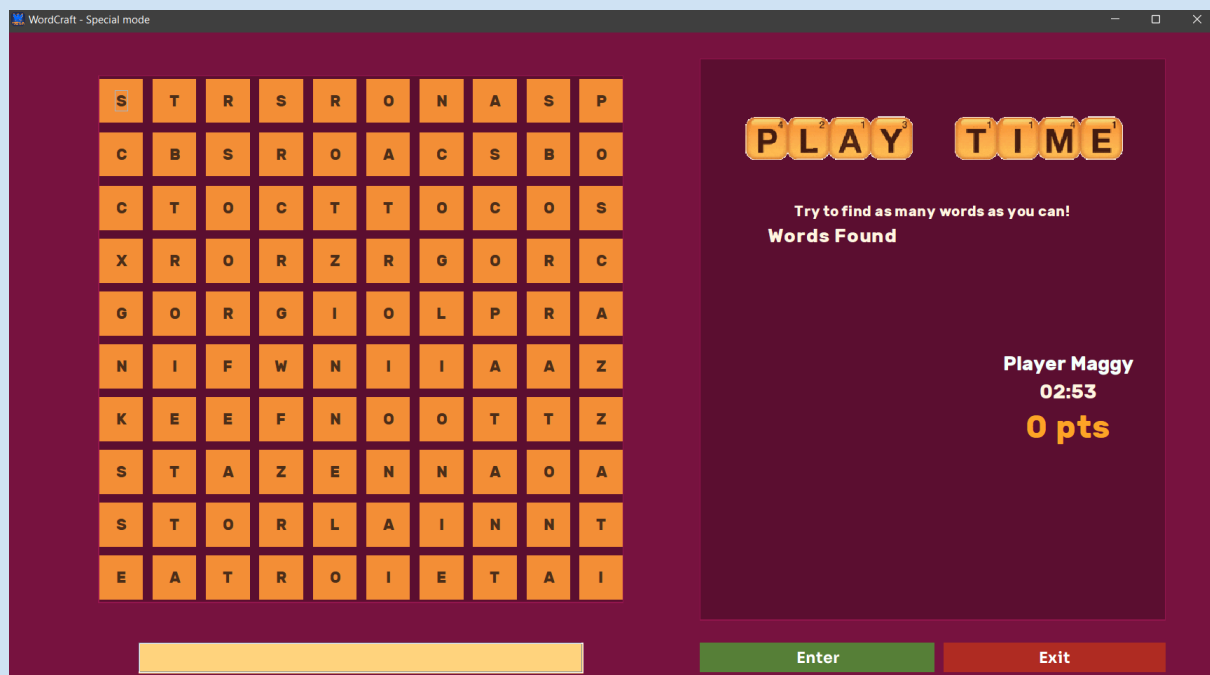 WordCraft - Special mode
S T R S R O N A S P
C B S R O A C S B O
C T O C T T O C O S
X R O R Z R G O R C
G O R G I O L P R A
N I F W N I I A A Z
K E E F N O O T T Z
S T A Z E N N A O A
S T O R L A I N N T
E A T R O I E T A I
PLAY TIME
Try to find as many words as you can!
Words Found
Player Maggy
02:53
0 pts
Enter
Exit